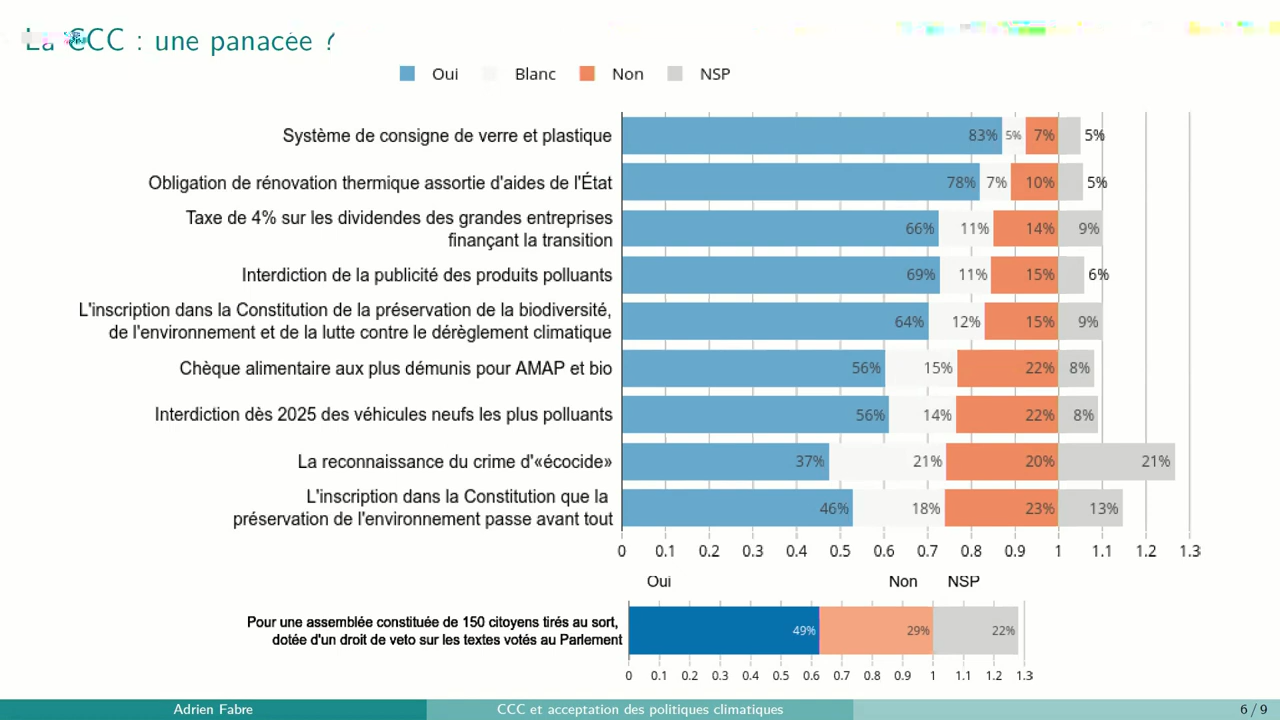 La CCC : une panacée ?
Oui Blanc Non NSP
Système de consigne de verre et plastique 83% 5% 7% 5%
Obligation de rénovation thermique assortie d'aides de l'État 78% 7% 10% 5%
Taxe de 4% sur les dividendes des grandes entreprises
finançant la transition 66% 11% 14% 9%
Interdiction de la publicité des produits polluants 69% 11% 15% 6%
L'inscription dans la Constitution de la préservation de la biodiversité,
de l'environnement et de la lutte contre le dérèglement climatique 64% 12% 15% 9%
Chèque alimentaire aux plus démunis pour AMAP et bio 56% 15% 22% 8%
Interdiction dès 2025 des véhicules neufs les plus polluants 56% 14% 22% 8%
La reconnaissance du crime d'«écocide» 37% 21% 20% 21%
L'inscription dans la Constitution que la
préservation de l'environnement passe avant tout 46% 18% 23% 13%
0 0.1 0.2 0.3 0.4 0.5 0.6 0.7 0.8 0.9 1 1.1 1.2 1.3
Oui Non NSP
Pour une assemblée constituée de 150 citoyens tirés au sort,
dotée d'un droit de veto sur les textes votés au Parlement 49% 29% 22%
0 0.1 0.2 0.3 0.4 0.5 0.6 0.7 0.8 0.9 1 1.1 1.2 1.3
Adrien Fabre CCC et acceptation des politiques climatiques 6 / 9